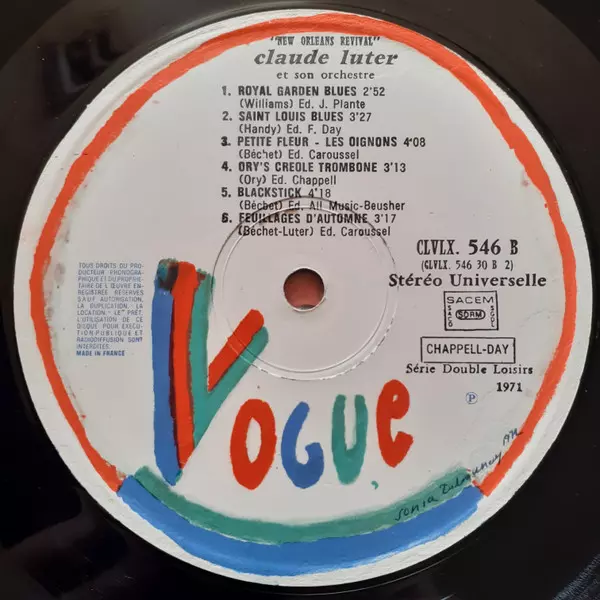 "NEW ORLEANS REVIVAL"
claude luter
et son orchestre
1. ROYAL GARDEN BLUES 2'52
(Williams) Ed. J. Plante
2. SAINT LOUIS BLUES 3'27
(Handy) Ed. F. Day
3. PETITE FLEUR - LES OIGNONS 4'08
(Béchet) Ed. Caroussel
4. ORY'S CREOLE TROMBONE 3'13
(Ory) Ed. Chappell
5. BLACKSTICK 4'18
(Béchet) Ed. All Music-Beusher
6. FEUILLAGES D'AUTOMNE 3'17
(Béchet-Luter) Ed. Caroussel
TOUS DROITS DU PRO-
DUCTEUR PHONOGRA-
PHIQUE ET DU PROPRIÉ-
TAIRE DE L'ŒUVRE EN-
REGISTRÉE RÉSERVÉS
SAUF AUTORISATION,
LA DUPLICATION, LA
LOCATION, LE PRÊT,
L'UTILISATION DE CE
DISQUE POUR EXÉCU-
TION PUBLIQUE ET
RADIODIFFUSION SONT
INTERDITES.
MADE IN FRANCE
CLVLX. 546 B
(CLVLX. 546 30 B 2)
Stéréo Universelle
SACEM
SACD SDRM SGDL
CHAPPELL-DAY
Série Double Loisirs
℗ 1971
VOGUE
sonia Delaunay